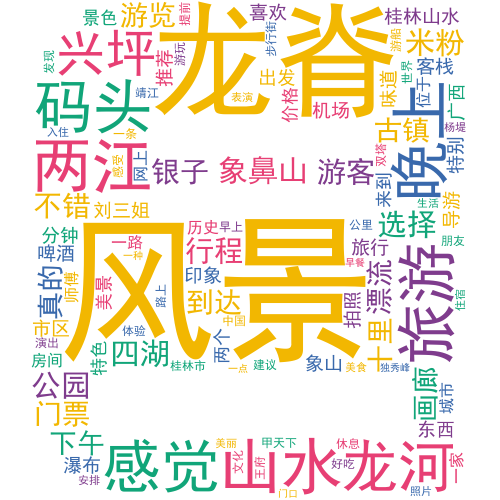 景色
游览
龙脊
喜欢
桂林山水
提前
兴坪
推荐
游玩
步行街
游船
米粉
发现
码头
靖江
出发
价格
表演
机场
味道
世界
位于
客栈
广西
入住
一条
两江
感受
网上
银子
象鼻山
游客
双塔
古镇
来到
晚上
杨堤
特别
不错
刘三姐
历史
早上
公里
选择
生活
导游
分钟
啤酒
真的
师傅
一路
一种
美景
风景
路上
行程
印象
到达
中国
旅行
早餐
拍照
漂流
朋友
旅游
住宿
市区
演出
房间
体验
特色
四湖
桂林市
两个
一点
建议
象山
美食
十里
独秀峰
画廊
城市
公园
门票
下午
瀑布
安排
感觉
美丽
甲天下
休息
文化
王府
好吃
山水
门口
龙河
东西
一家
照片